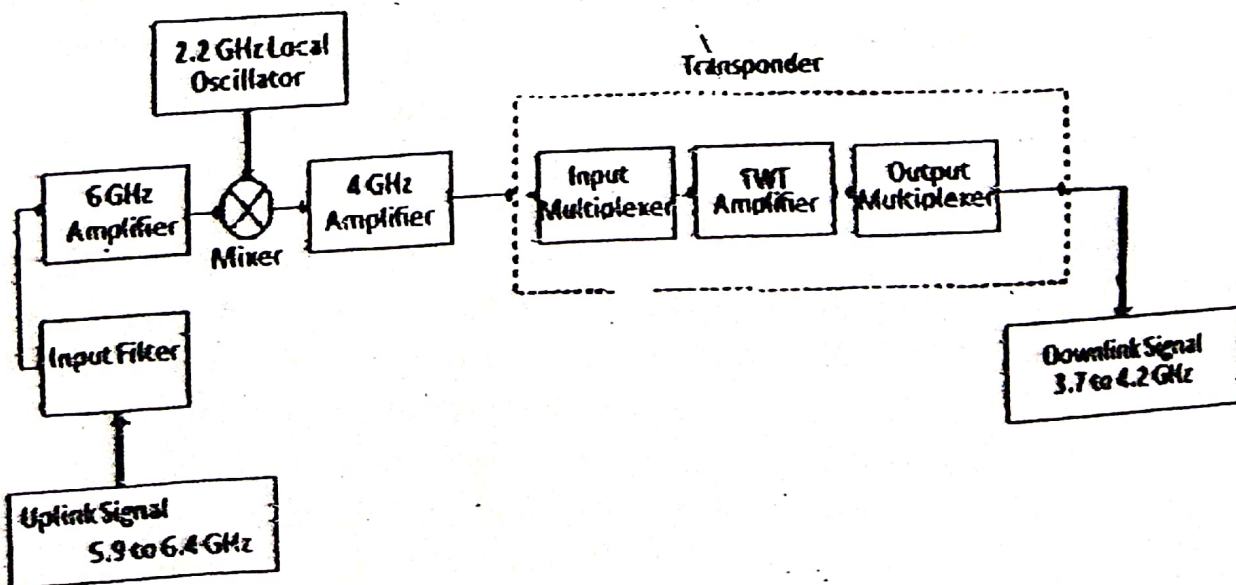 2.2 GHz Local
Oscillator
Transponder
6 GHz
Amplifier
Mixer
4 GHz
Amplifier
Input
Multiplexer
TWT
Amplifier
Output
Multiplexer
Input Filter
Downlink Signal
3.7 to 4.2 GHz
Uplink Signal
5.9 to 6.4 GHz